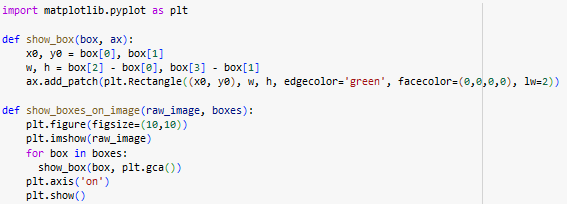 import matplotlib.pyplot as plt

def show_box(box, ax):
    x0, y0 = box[0], box[1]
    w, h = box[2] - box[0], box[3] - box[1]
    ax.add_patch(plt.Rectangle((x0, y0), w, h, edgecolor='green', facecolor=(0,0,0,0), lw=2))

def show_boxes_on_image(raw_image, boxes):
    plt.figure(figsize=(10,10))
    plt.imshow(raw_image)
    for box in boxes:
      show_box(box, plt.gca())
    plt.axis('on')
    plt.show()